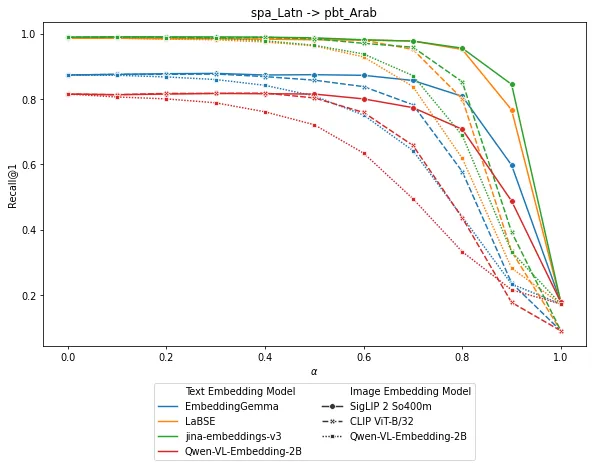 spa_Latn -> pbt_Arab
1.0
0.8
0.6
0.4
0.2
Recall@1
0.0 0.2 0.4 0.6 0.8 1.0
α
Text Embedding Model Image Embedding Model
EmbeddingGemma SigLIP 2 So400m
LaBSE CLIP ViT-B/32
jina-embeddings-v3 Qwen-VL-Embedding-2B
Qwen-VL-Embedding-2B